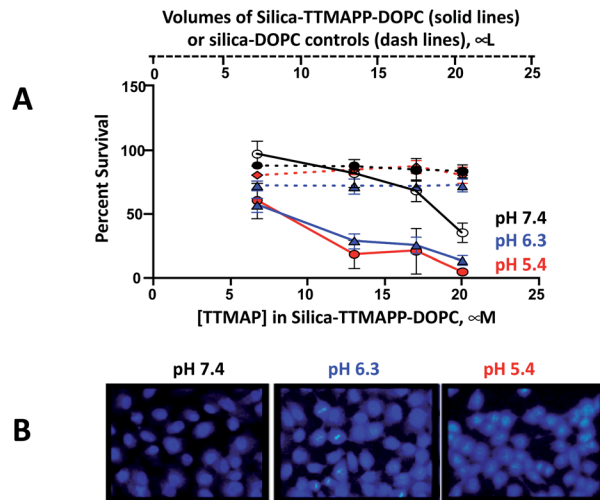 Volumes of Silica-TTMAPP-DOPC (solid lines)
or silica-DOPC controls (dash lines), ∝L
0 5 10 15 20 25
A
150
100
50
0
Percent Survival
pH 7.4
pH 6.3
pH 5.4
0 5 10 15 20 25
[TTMAP] in Silica-TTMAPP-DOPC, ∝M
pH 7.4 pH 6.3 pH 5.4
B